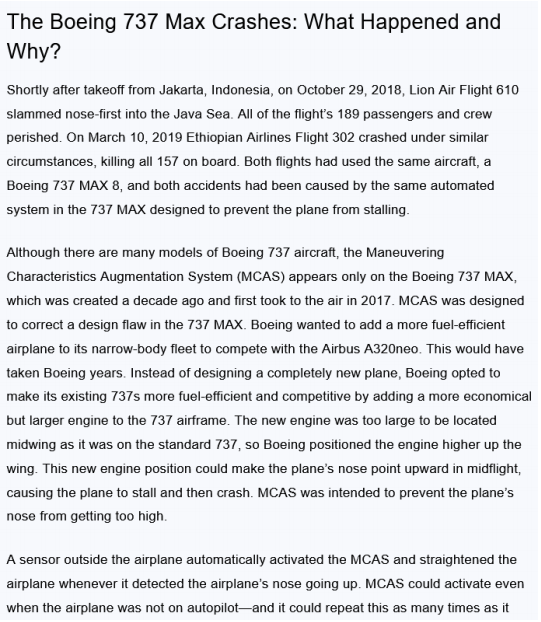 The Boeing 737 Max Crashes: What Happened and
Why?
Shortly after takeoff from Jakarta, Indonesia, on October 29, 2018, Lion Air Flight 610
slammed nose-first into the Java Sea. All of the flight's 189 passengers and crew
perished. On March 10, 2019 Ethiopian Airlines Flight 302 crashed under similar
circumstances, killing all 157 on board. Both flights had used the same aircraft, a
Boeing 737 MAX 8, and both accidents had been caused by the same automated
system in the 737 MAX designed to prevent the plane from stalling.
Although there are many models of Boeing 737 aircraft, the Maneuvering
Characteristics Augmentation System (MCAS) appears only on the Boeing 737 MAX,
which was created a decade ago and first took to the air in 2017. MCAS was designed
to correct a design flaw in the 737 MAX. Boeing wanted to add a more fuel-efficient
airplane to its narrow-body fleet to compete with the Airbus A320neo. This would have
taken Boeing years. Instead of designing a completely new plane, Boeing opted to
make its existing 737s more fuel-efficient and competitive by adding a more economical
but larger engine to the 737 airframe. The new engine was too large to be located
midwing as it was on the standard 737, so Boeing positioned the engine higher up the
wing. This new engine position could make the plane's nose point upward in midflight,
causing the plane to stall and then crash. MCAS was intended to prevent the plane's
nose from getting too high.
A sensor outside the airplane automatically activated the MCAS and straightened the
airplane whenever it detected the airplane's nose going up. MCAS could activate even
when the airplane was not on autopilot—and it could repeat this as many times as it